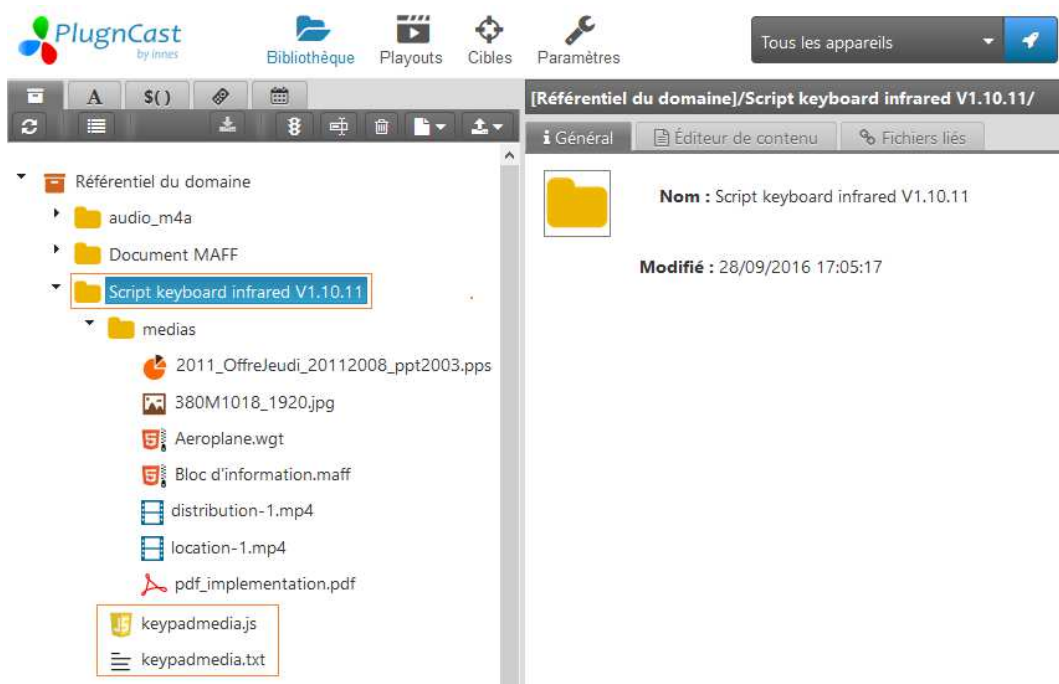 PlugnCast
by innes
Bibliothèque
Playouts
Cibles
Paramètres
Tous les appareils
A
$()
[Référentiel du domaine]/Script keyboard infrared V1.10.11/
i Général
Éditeur de contenu
Fichiers liés
Référentiel du domaine
audio_m4a
Document MAFF
Script keyboard infrared V1.10.11
medias
2011_OffreJeudi_20112008_ppt2003.pps
380M1018_1920.jpg
Aeroplane.wgt
Bloc d'information.maff
distribution-1.mp4
location-1.mp4
pdf_implementation.pdf
JS keypadmedia.js
keypadmedia.txt
Nom : Script keyboard infrared V1.10.11
Modifié : 28/09/2016 17:05:17